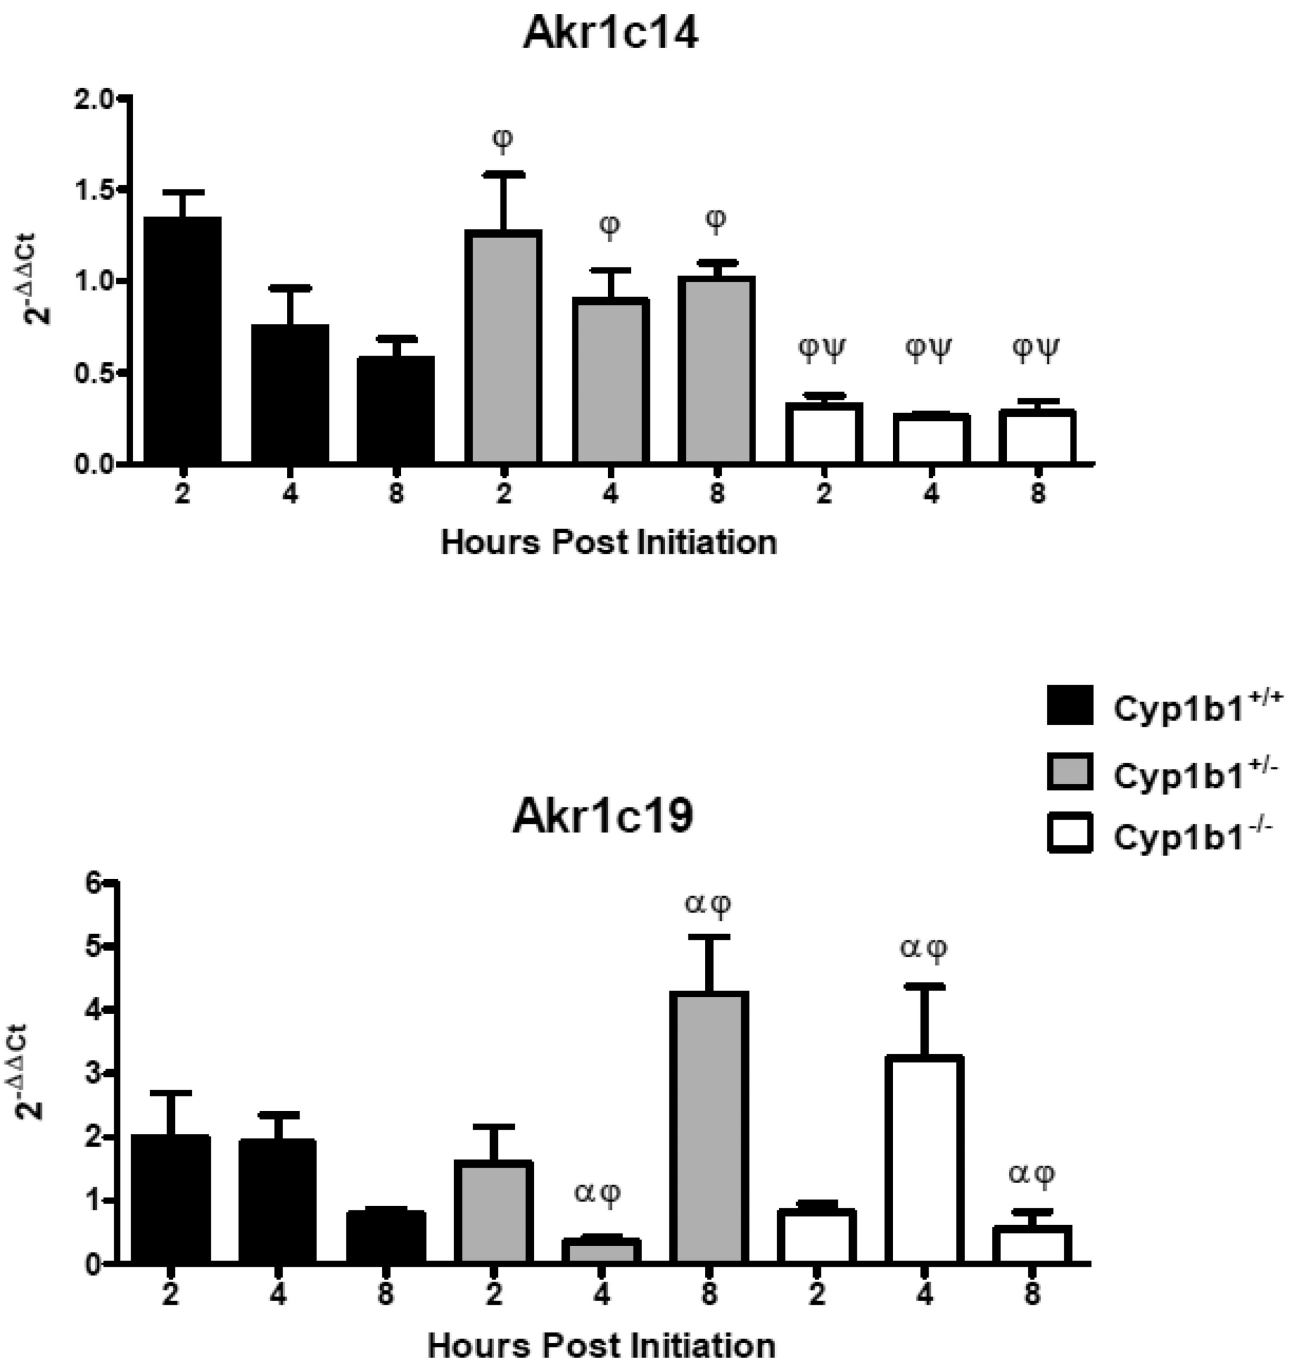 Akr1c14
2.0
1.5
1.0
0.5
0.0
2^-ΔΔCt
φ
φ
φ
φψ
φψ
φψ
2 4 8 2 4 8 2 4 8
Hours Post Initiation
Cyp1b1^+/+
Cyp1b1^+/-
Cyp1b1^-/-
Akr1c19
6
5
4
3
2
1
0
2^-ΔΔCt
αφ
αφ
αφ
αφ
2 4 8 2 4 8 2 4 8
Hours Post Initiation